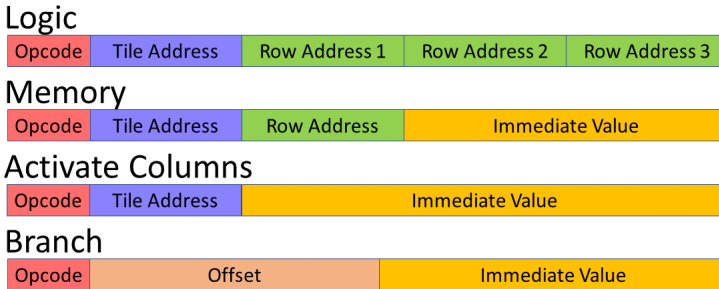 Logic
Opcode Tile Address Row Address 1 Row Address 2 Row Address 3
Memory
Opcode Tile Address Row Address Immediate Value
Activate Columns
Opcode Tile Address Immediate Value
Branch
Opcode Offset Immediate Value